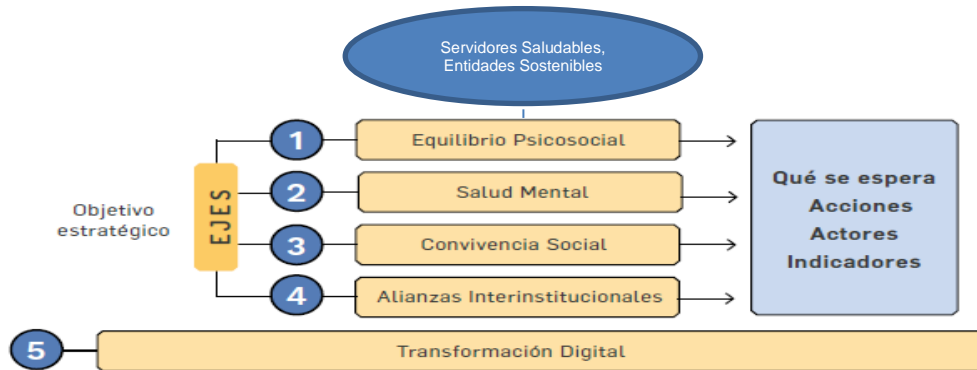 Servidores Saludables,
Entidades Sostenibles
Objetivo
estratégico
EJES
1
Equilibrio Psicosocial
2
Salud Mental
3
Convivencia Social
4
Alianzas Interinstitucionales
Qué se espera
Acciones
Actores
Indicadores
5
Transformación Digital